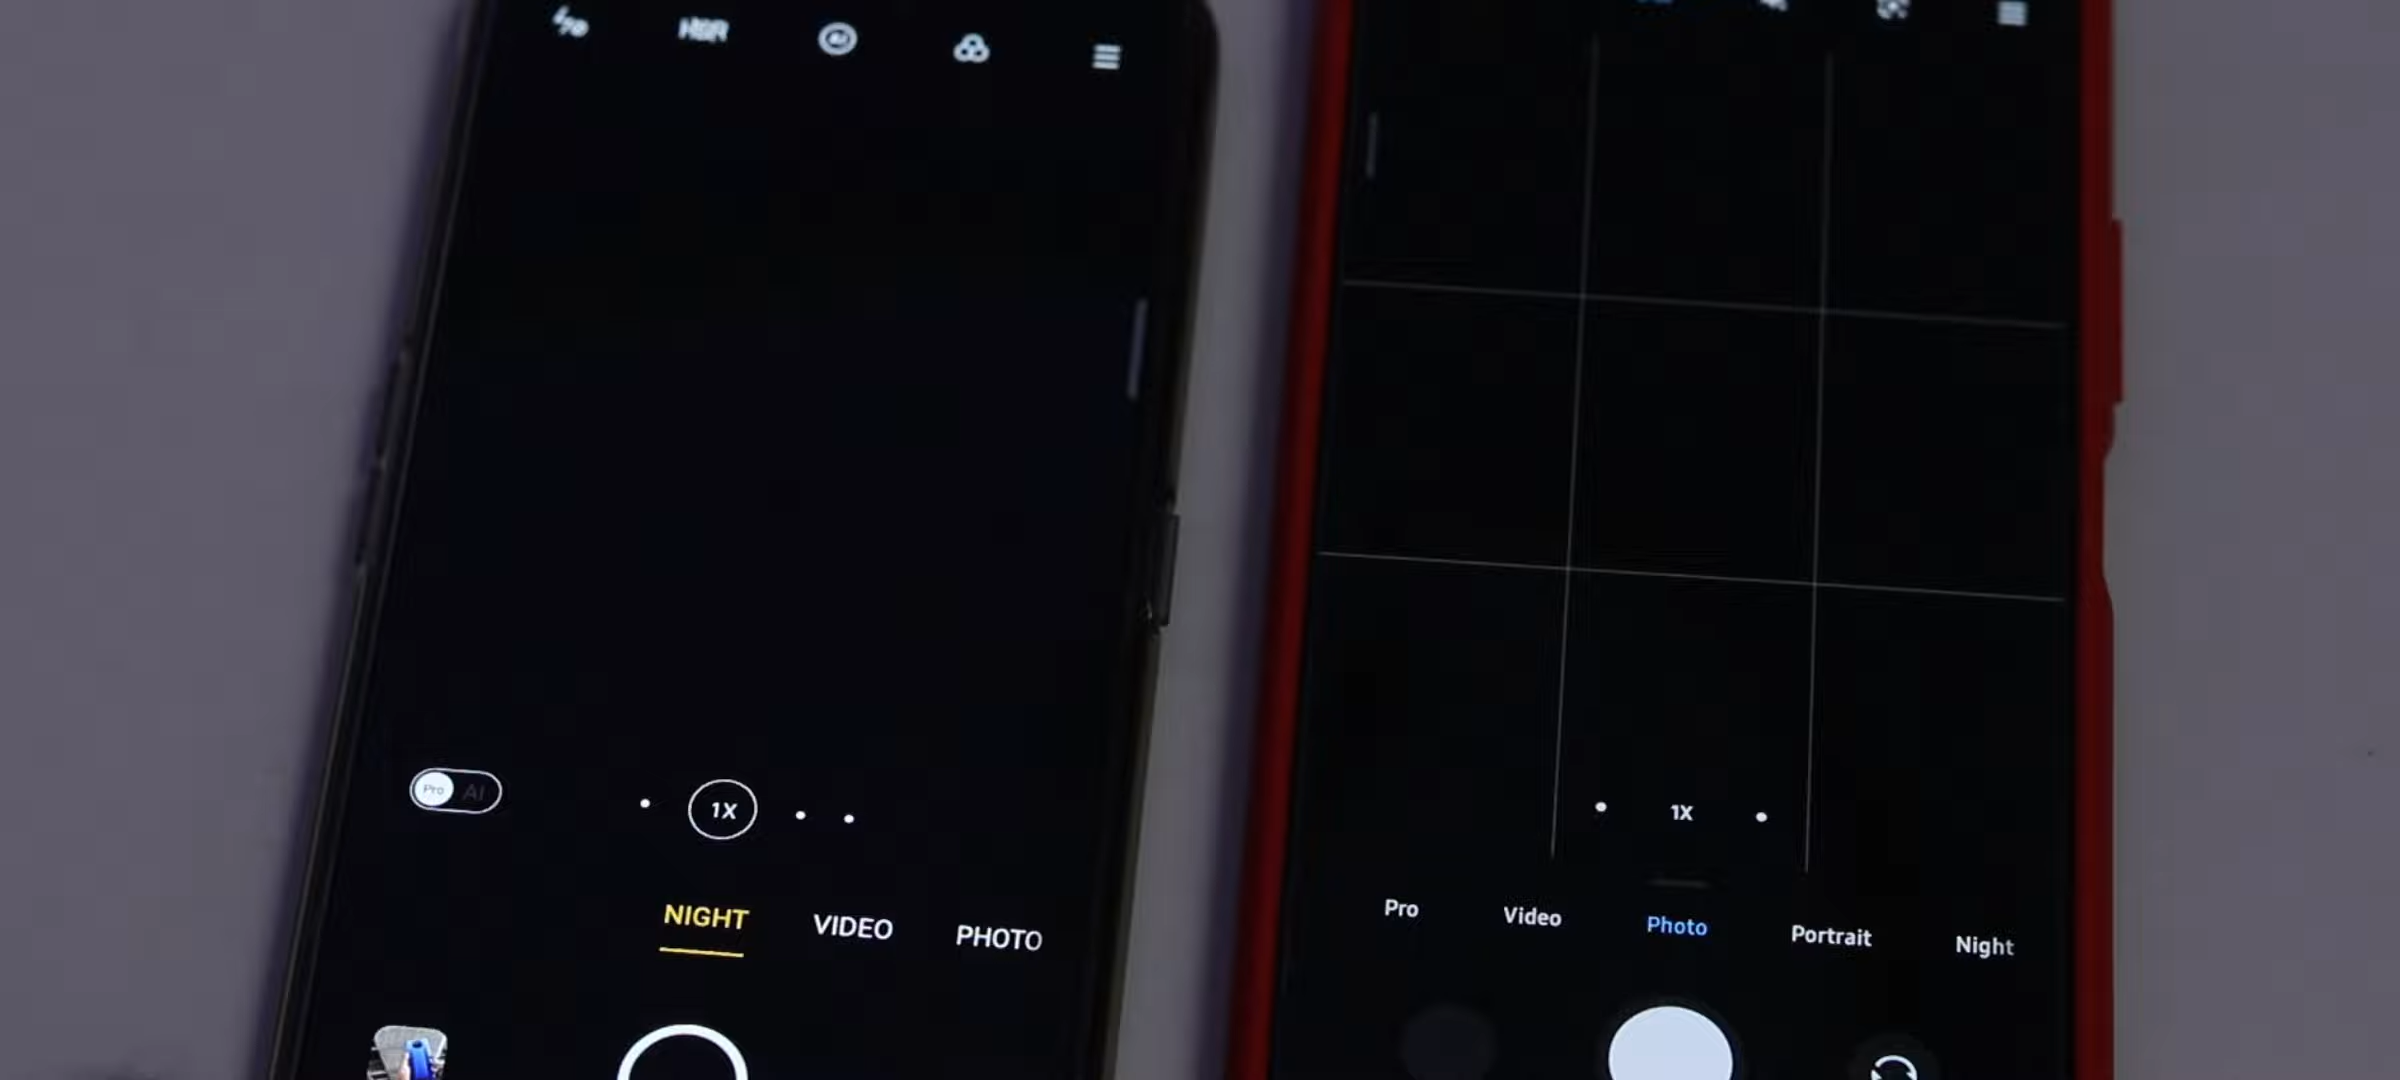 HDR
Pro AI
1X
NIGHT VIDEO PHOTO
1X
Pro Video Photo Portrait Night